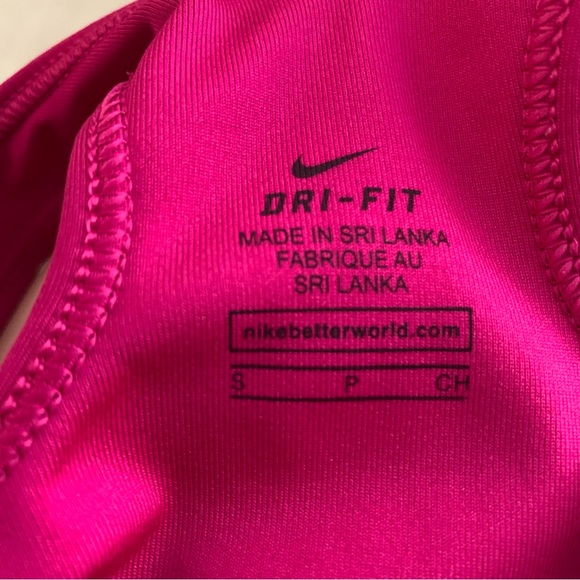 DRI-FIT
MADE IN SRI LANKA
FABRIQUE AU
SRI LANKA
nikebetterworld.com
S P CH